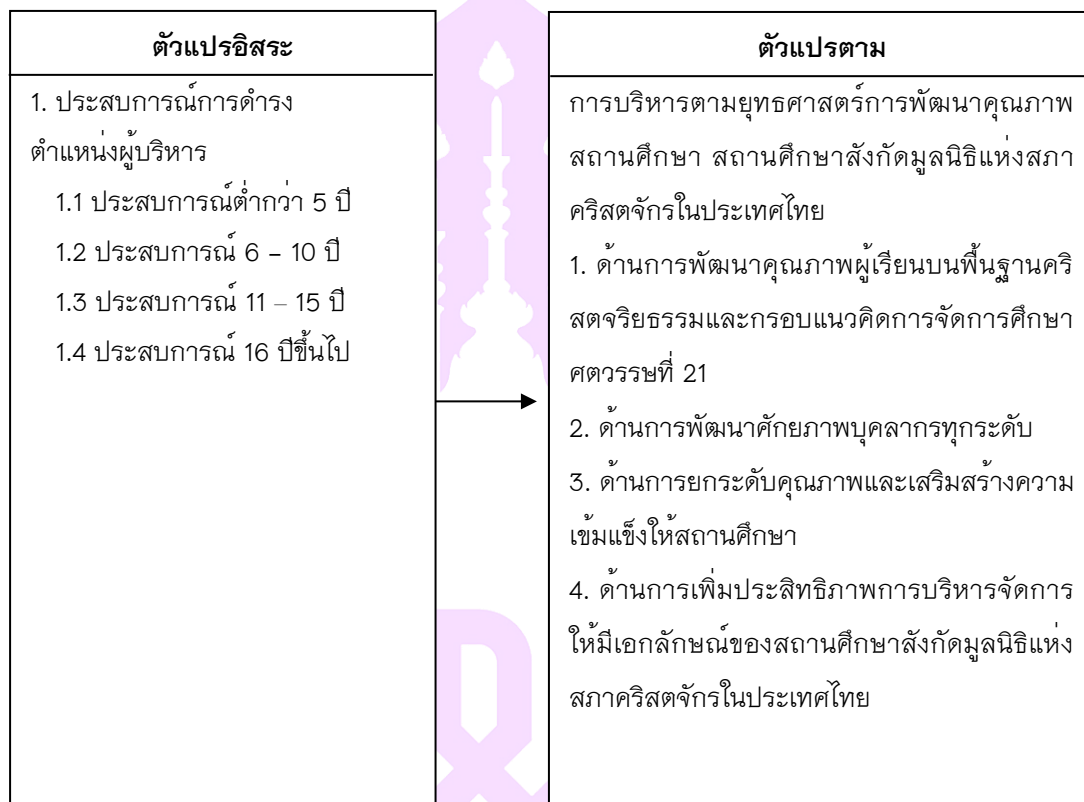 ตัวแปรอิสระ
1. ประสบการณ์การดำรง
ตำแหน่งผู้บริหาร
1.1 ประสบการณ์ต่ำกว่า 5 ปี
1.2 ประสบการณ์ 6 – 10 ปี
1.3 ประสบการณ์ 11 – 15 ปี
1.4 ประสบการณ์ 16 ปีขึ้นไป
ตัวแปรตาม
การบริหารตามยุทธศาสตร์การพัฒนาคุณภาพ
สถานศึกษา สถานศึกษาสังกัดมูลนิธิแห่งสภา
คริสตจักรในประเทศไทย
1. ด้านการพัฒนาคุณภาพผู้เรียนบนพื้นฐานคริ
สตจริยธรรมและกรอบแนวคิดการจัดการศึกษา
ศตวรรษที่ 21
2. ด้านการพัฒนาศักยภาพบุคลากรทุกระดับ
3. ด้านการยกระดับคุณภาพและเสริมสร้างความ
เข้มแข็งให้สถานศึกษา
4. ด้านการเพิ่มประสิทธิภาพการบริหารจัดการ
ให้มีเอกลักษณ์ของสถานศึกษาสังกัดมูลนิธิแห่ง
สภาคริสตจักรในประเทศไทย